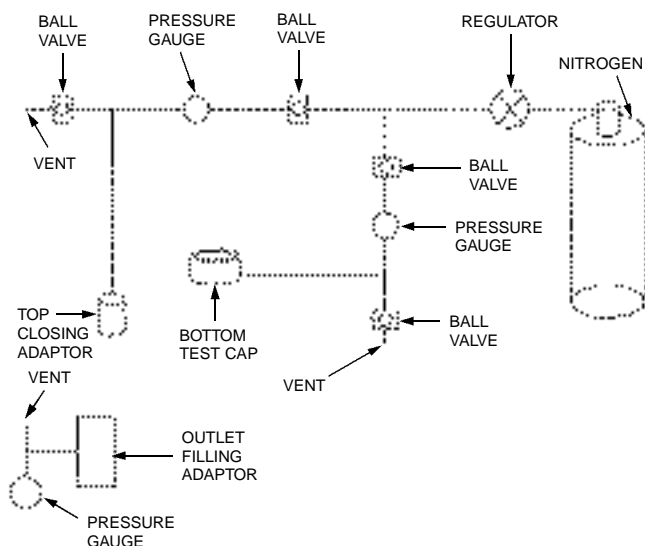 BALL
VALVE
PRESSURE
GAUGE
BALL
VALVE
REGULATOR
NITROGEN
VENT
BALL
VALVE
PRESSURE
GAUGE
TOP
CLOSING
ADAPTOR
BOTTOM
TEST CAP
BALL
VALVE
VENT
VENT
OUTLET
FILLING
ADAPTOR
PRESSURE
GAUGE